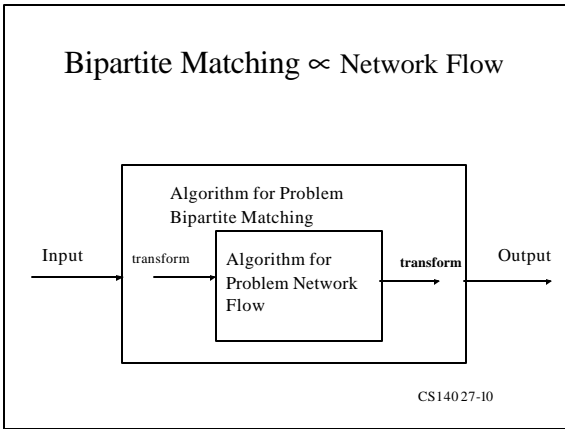 Bipartite Matching ∝ Network Flow
Algorithm for Problem
Bipartite Matching
Input
transform
Algorithm for
Problem Network
Flow
transform
Output
CS140 27-10